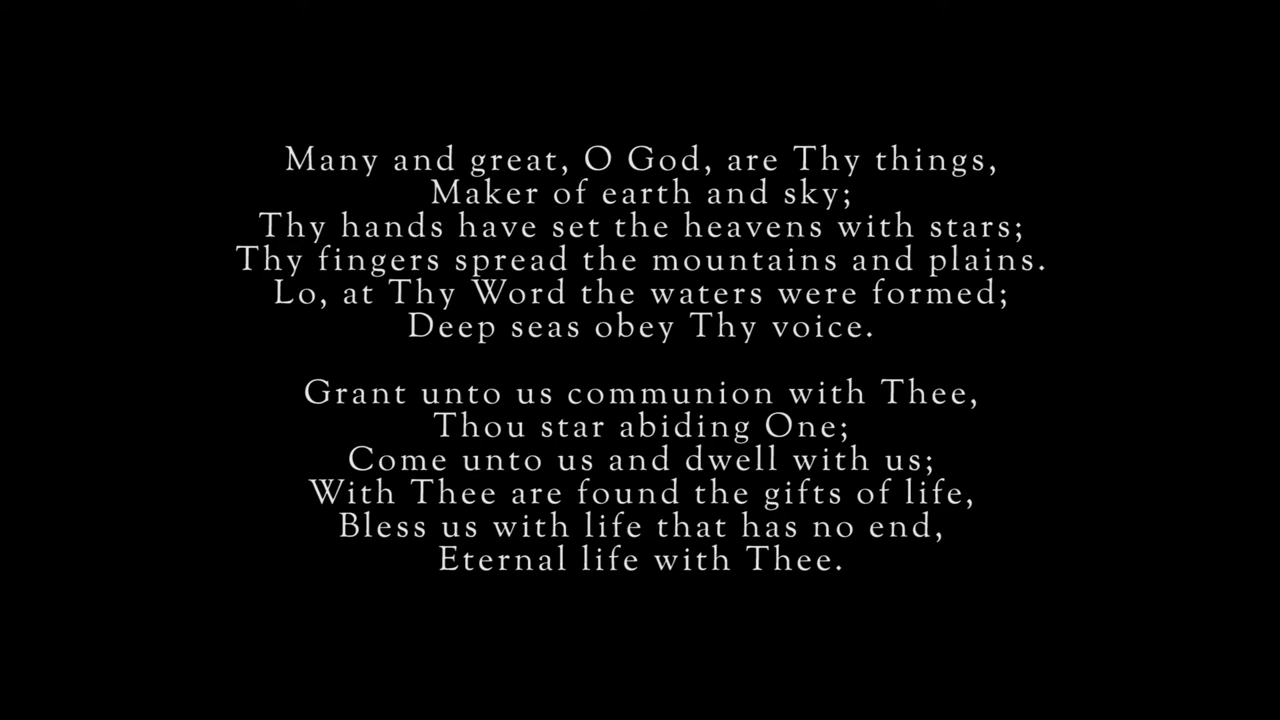 Many and great, O God, are Thy things,
Maker of earth and sky;
Thy hands have set the heavens with stars;
Thy fingers spread the mountains and plains.
Lo, at Thy Word the waters were formed;
Deep seas obey Thy voice.
Grant unto us communion with Thee,
Thou star abiding One;
Come unto us and dwell with us;
With Thee are found the gifts of life,
Bless us with life that has no end,
Eternal life with Thee.